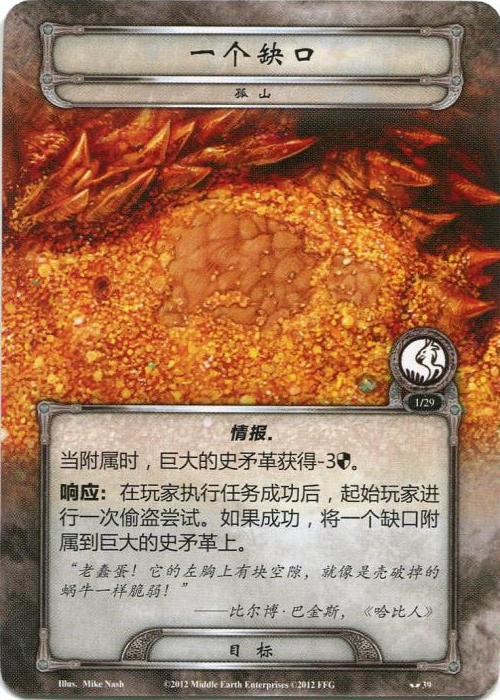 一个缺口
孤山
1/29
情报.
当附属时，巨大的史矛革获得-3。
响应：在玩家执行任务成功后，起始玩家进
行一次偷盗尝试。如果成功，将一个缺口附
属到巨大的史矛革上。
“老蠢蛋！它的左胸上有块空隙，就像是壳破掉的
蜗牛一样脆弱！”
——比尔博·巴金斯，《哈比人》
目标
Illus. Mike Nash ©2012 Middle Earth Enterprises ©2012 FFG 39